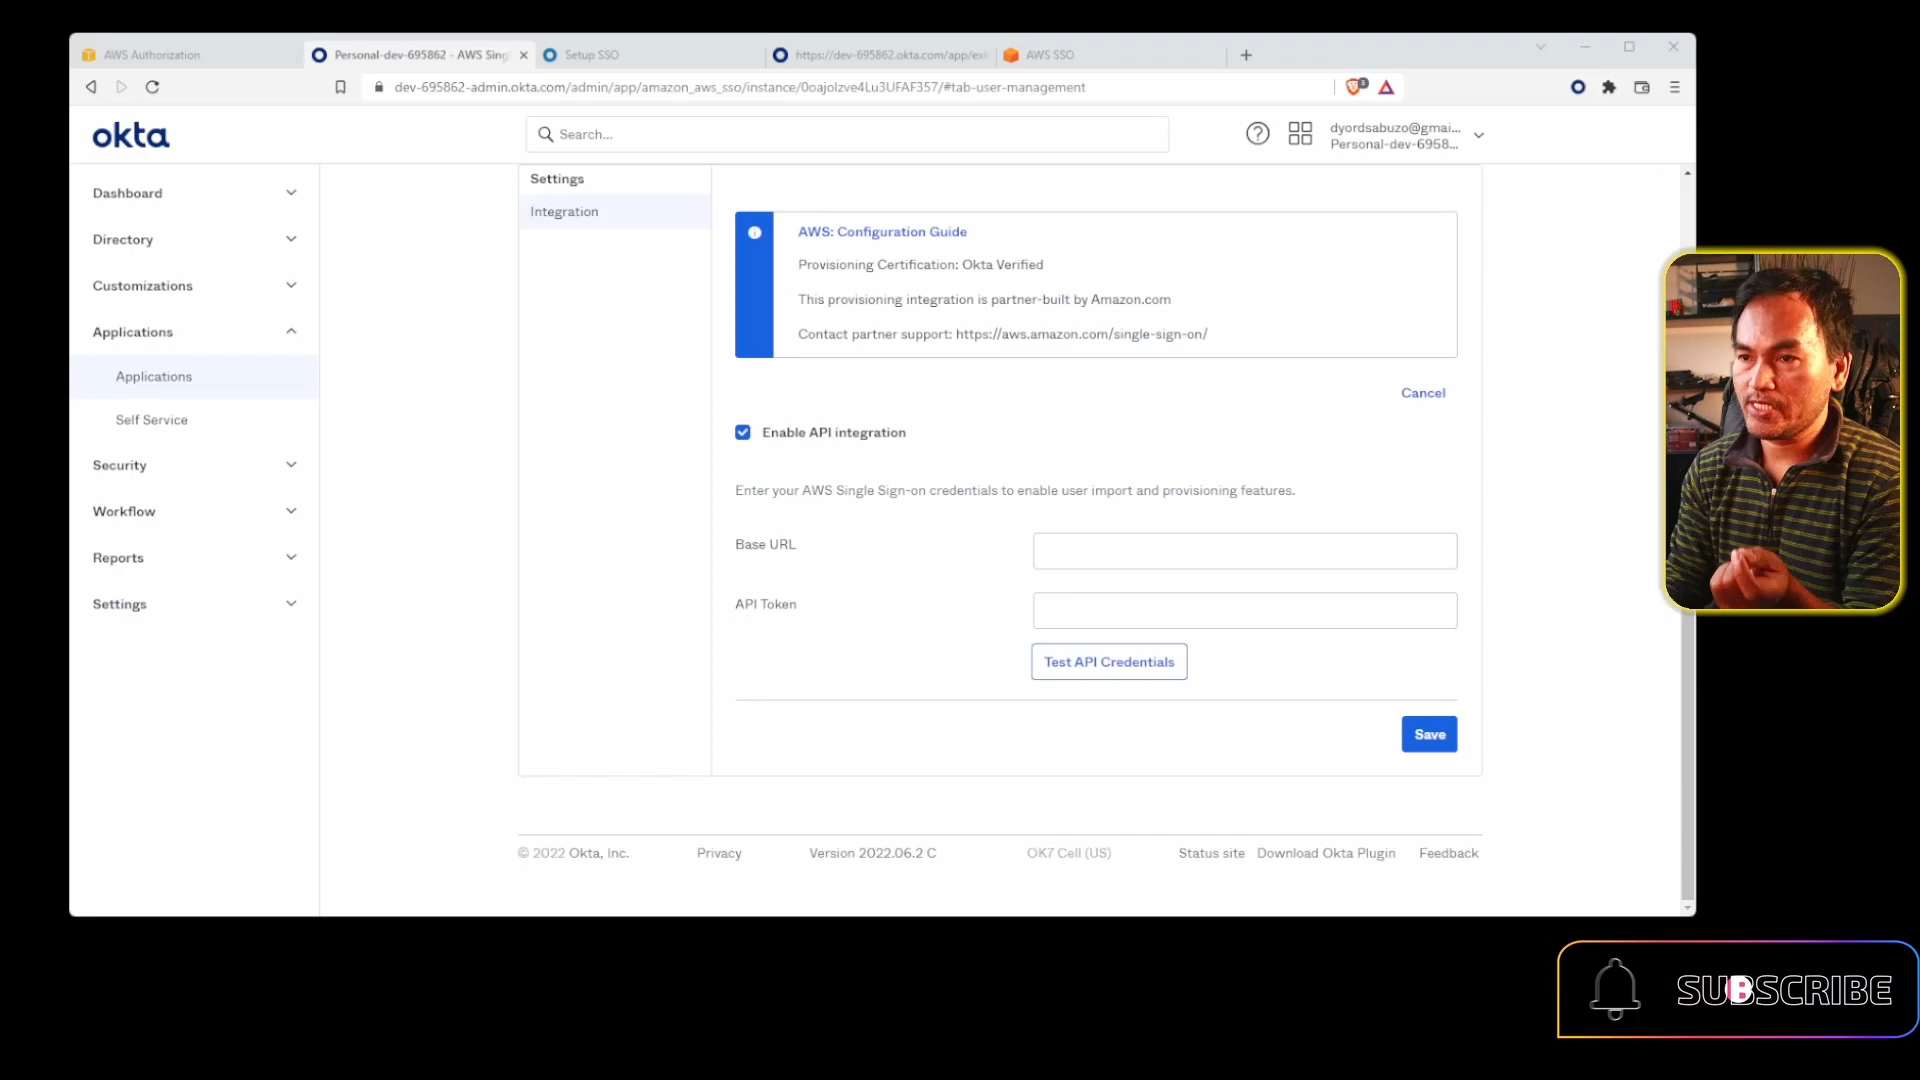 AWS Authorization
Personal-dev-695862 - AWS Sing
Setup SSO
https://dev-695862.okta.com/app/exk
AWS SSO
dev-695862-admin.okta.com/admin/app/amazon_aws_sso/instance/0oajolzve4Lu3UFAF357/#tab-user-management
3
okta
Search...
dyordsabuzo@gmai...
Personal-dev-6958...
Dashboard
Directory
Customizations
Applications
Applications
Self Service
Security
Workflow
Reports
Settings
Settings
Integration
AWS: Configuration Guide
Provisioning Certification: Okta Verified
This provisioning integration is partner-built by Amazon.com
Contact partner support: https://aws.amazon.com/single-sign-on/
Cancel
Enable API integration
Enter your AWS Single Sign-on credentials to enable user import and provisioning features.
Base URL
API Token
Test API Credentials
Save
© 2022 Okta, Inc.
Privacy
Version 2022.06.2 C
OK7 Cell (US)
Status site
Download Okta Plugin
Feedback
SUBSCRIBE